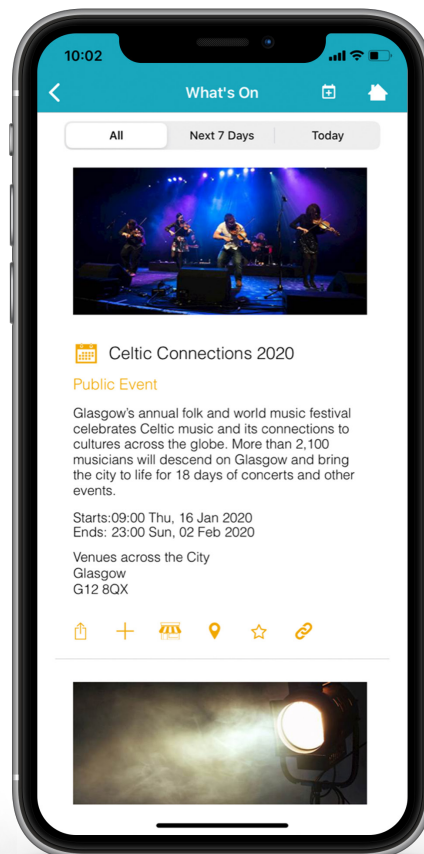 10:02
What's On
All Next 7 Days Today
Celtic Connections 2020
Public Event
Glasgow's annual folk and world music festival
celebrates Celtic music and its connections to
cultures across the globe. More than 2,100
musicians will descend on Glasgow and bring
the city to life for 18 days of concerts and other
events.
Starts:09:00 Thu, 16 Jan 2020
Ends: 23:00 Sun, 02 Feb 2020
Venues across the City
Glasgow
G12 8QX